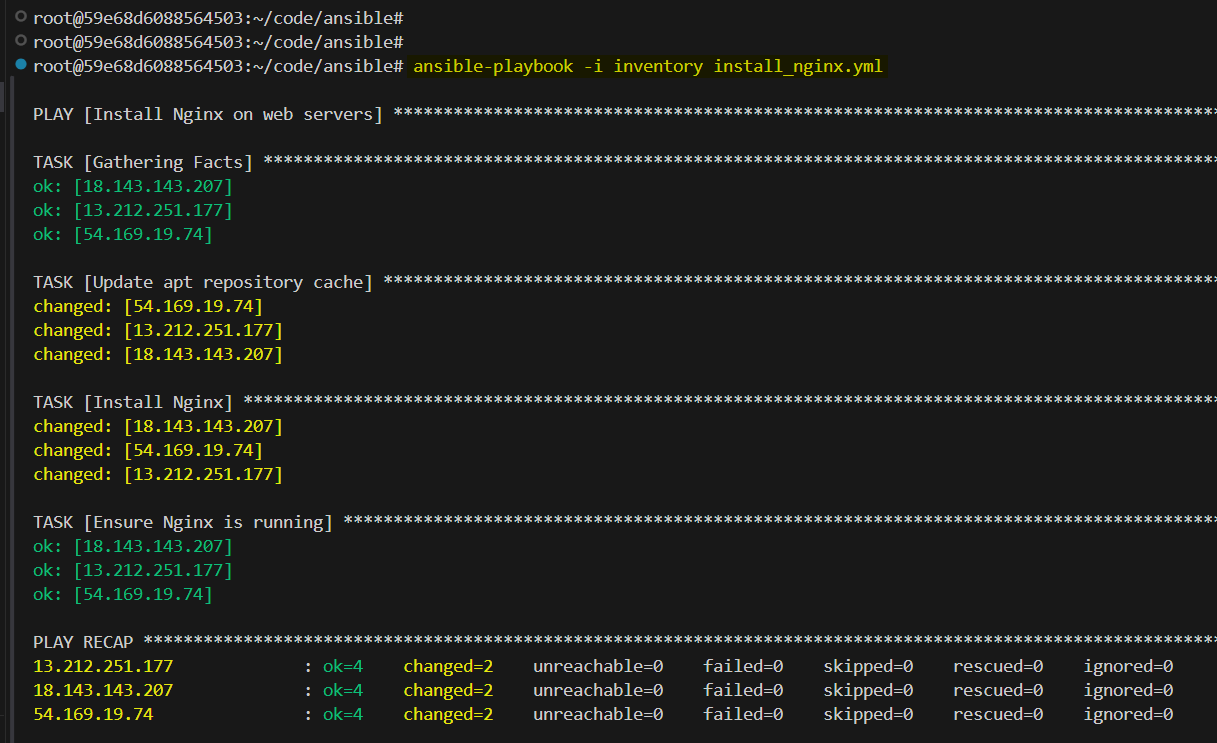 root@59e68d6088564503:~/code/ansible#
root@59e68d6088564503:~/code/ansible#
root@59e68d6088564503:~/code/ansible# ansible-playbook -i inventory install_nginx.yml
PLAY [Install Nginx on web servers] ***********************************************************************************
TASK [Gathering Facts] ************************************************************************************************
ok: [18.143.143.207]
ok: [13.212.251.177]
ok: [54.169.19.74]
TASK [Update apt repository cache] ************************************************************************************
changed: [54.169.19.74]
changed: [13.212.251.177]
changed: [18.143.143.207]
TASK [Install Nginx] **************************************************************************************************
changed: [18.143.143.207]
changed: [54.169.19.74]
changed: [13.212.251.177]
TASK [Ensure Nginx is running] ****************************************************************************************
ok: [18.143.143.207]
ok: [13.212.251.177]
ok: [54.169.19.74]
PLAY RECAP ************************************************************************************************************
13.212.251.177             : ok=4    changed=2    unreachable=0    failed=0    skipped=0    rescued=0    ignored=0
18.143.143.207             : ok=4    changed=2    unreachable=0    failed=0    skipped=0    rescued=0    ignored=0
54.169.19.74               : ok=4    changed=2    unreachable=0    failed=0    skipped=0    rescued=0    ignored=0